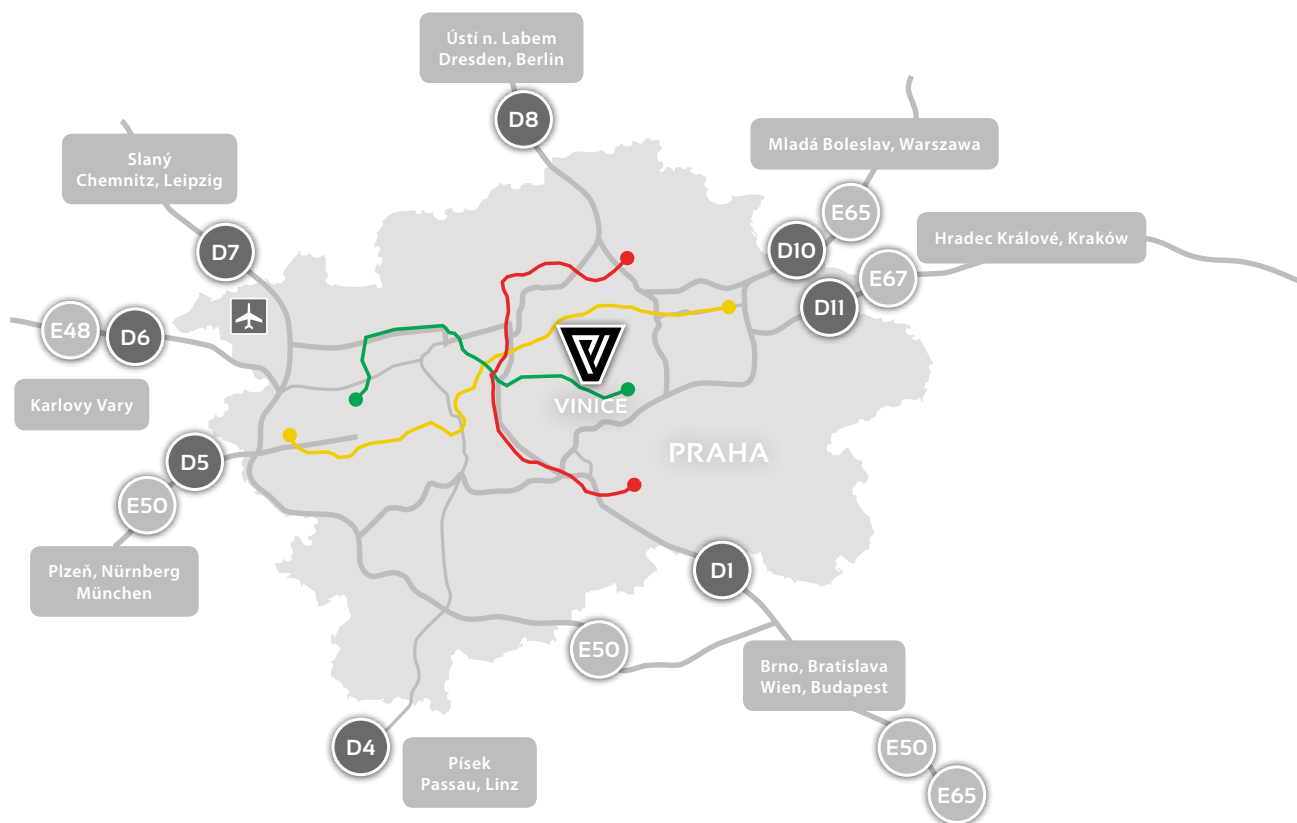 Ústí n. Labem
Dresden, Berlin
D8
Mladá Boleslav, Warszawa
Slaný
Chemnitz, Leipzig
E65
D7
D10
Hradec Králové, Kraków
E67
D11
E48
D6
Karlovy Vary
VINICE
PRAHA
D5
E50
Plzeň, Nürnberg
München
D1
E50
Brno, Bratislava
Wien, Budapest
D4
Písek
Passau, Linz
E50
E65